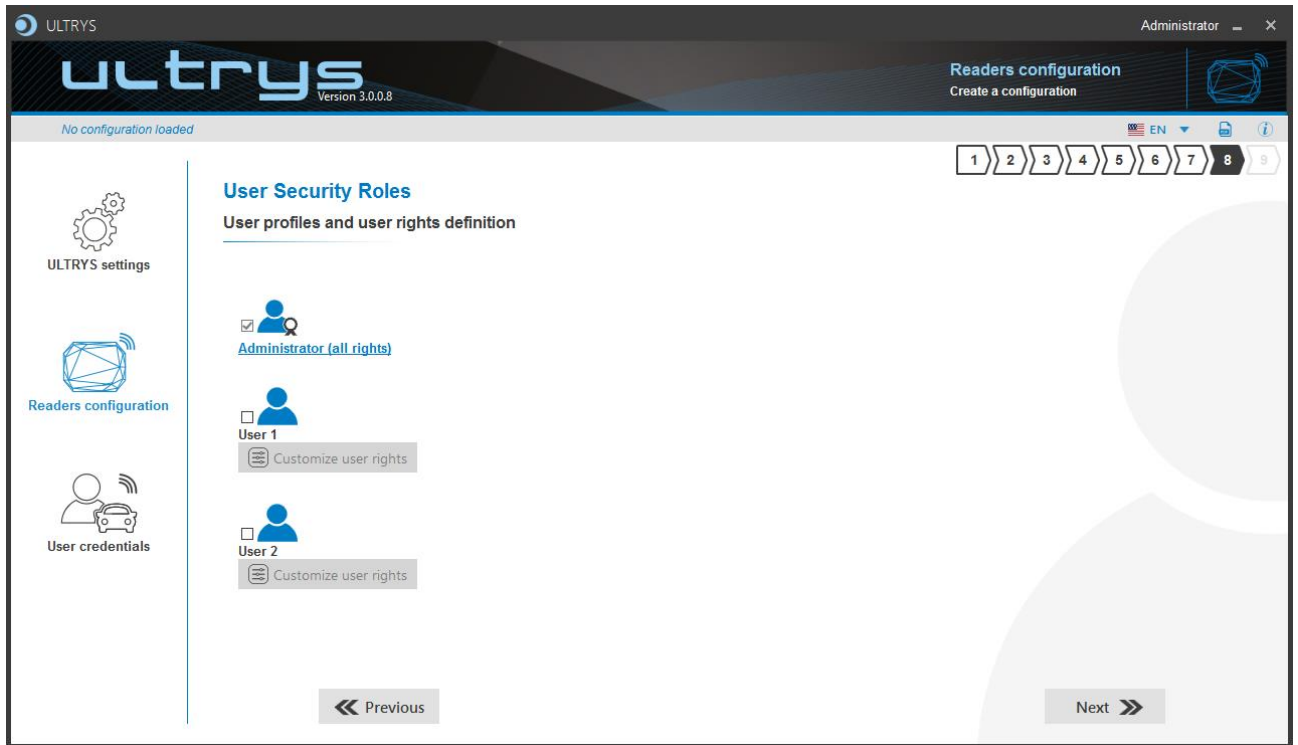 ULTRYS
Administrator
ultrys
Version 3.0.0.8
Readers configuration
Create a configuration
No configuration loaded
EN
1 2 3 4 5 6 7 8 9
User Security Roles
User profiles and user rights definition
ULTRYS settings
Administrator (all rights)
Readers configuration
User 1
Customize user rights
User credentials
User 2
Customize user rights
Previous
Next